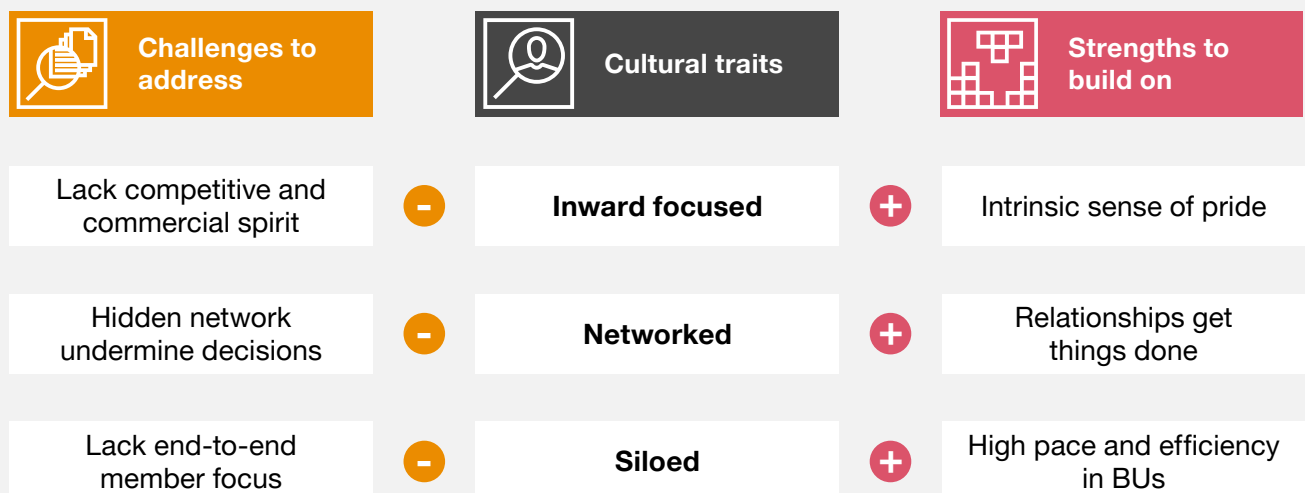 Challenges to
address
Cultural traits
Strengths to
build on
Lack competitive and
commercial spirit
-
Inward focused
+
Intrinsic sense of pride
Hidden network
undermine decisions
-
Networked
+
Relationships get
things done
Lack end-to-end
member focus
-
Siloed
+
High pace and efficiency
in BUs